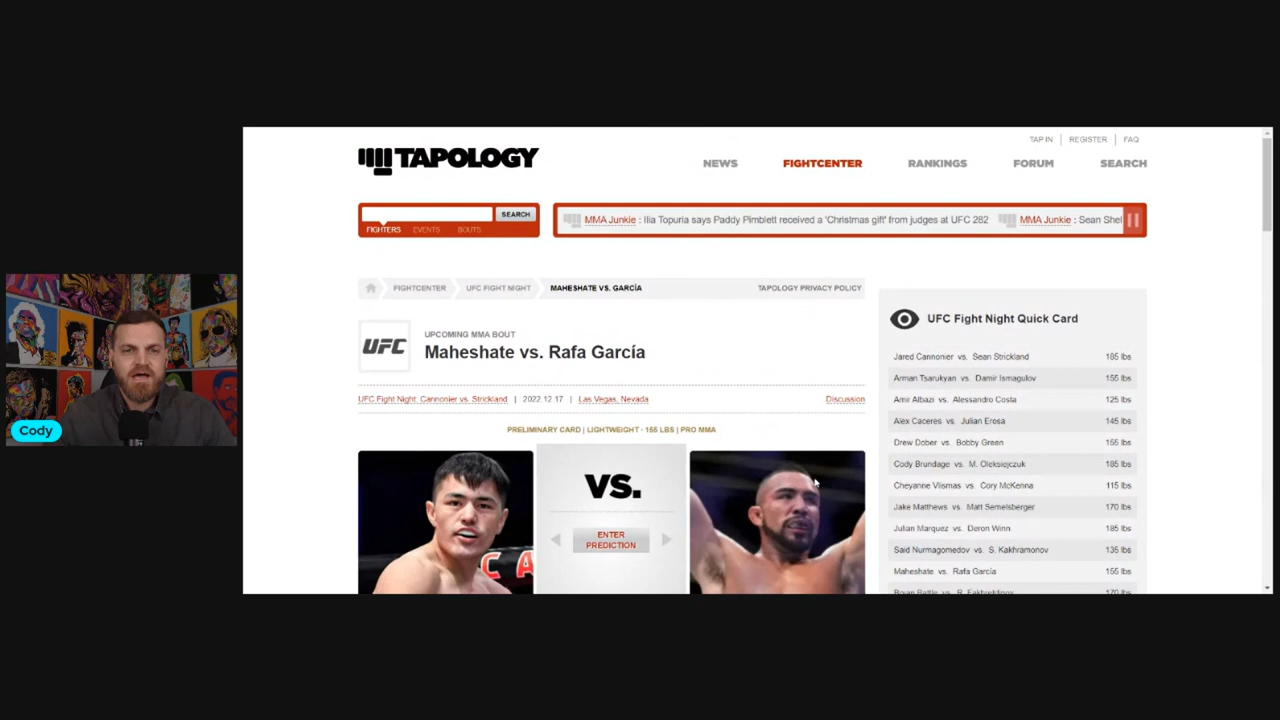 TAP IN | REGISTER | FAQ
TAPOLOGY
NEWS FIGHTCENTER RANKINGS FORUM SEARCH
SEARCH
FIGHTERS EVENTS BOUTS
MMA Junkie : Ilia Topuria says Paddy Pimblett received a 'Christmas gift' from judges at UFC 282 MMA Junkie : Sean Shel
FIGHTCENTER UFC FIGHT NIGHT MAHESHATE VS. GARCÍA TAPOLOGY PRIVACY POLICY
UFC
UPCOMING MMA BOUT
Maheshate vs. Rafa García
UFC Fight Night: Cannonier vs. Strickland | 2022.12.17 | Las Vegas, Nevada Discussion
PRELIMINARY CARD | LIGHTWEIGHT · 155 LBS | PRO MMA
VS.
ENTER
PREDICTION
UFC Fight Night Quick Card
Jared Cannonier vs. Sean Strickland 185 lbs
Arman Tsarukyan vs. Damir Ismagulov 155 lbs
Amir Albazi vs. Alessandro Costa 125 lbs
Alex Caceres vs. Julian Erosa 145 lbs
Drew Dober vs. Bobby Green 155 lbs
Cody Brundage vs. M. Oleksiejczuk 185 lbs
Cheyanne Vlismas vs. Cory McKenna 115 lbs
Jake Matthews vs. Matt Semelsberger 170 lbs
Julian Marquez vs. Deron Winn 185 lbs
Said Nurmagomedov vs. S. Kakhramonov 135 lbs
Maheshate vs. Rafa García 155 lbs
Cody